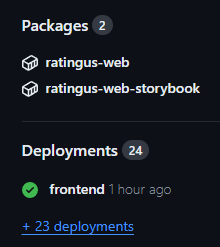 Packages 2
ratingus-web
ratingus-web-storybook
Deployments 24
frontend 1 hour ago
+ 23 deployments